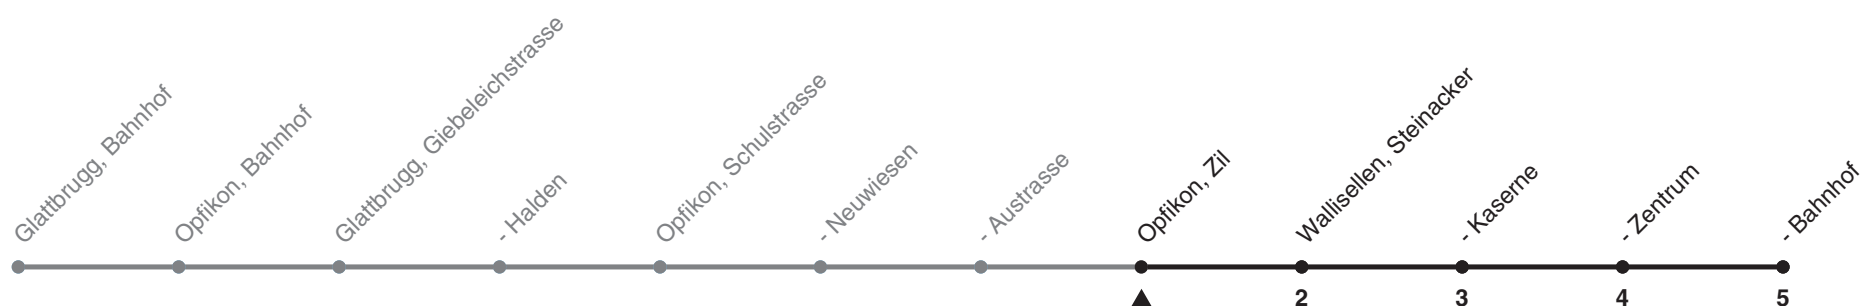 Glattbrugg, Bahnhof
Opfikon, Bahnhof
Glattbrugg, Giebeleichstrasse
- Halden
Opfikon, Schulstrasse
- Neuwiesen
- Austrasse
Opfikon, Zil
Wallisellen, Steinacker
- Kaserne
- Zentrum
- Bahnhof
2
3
4
5